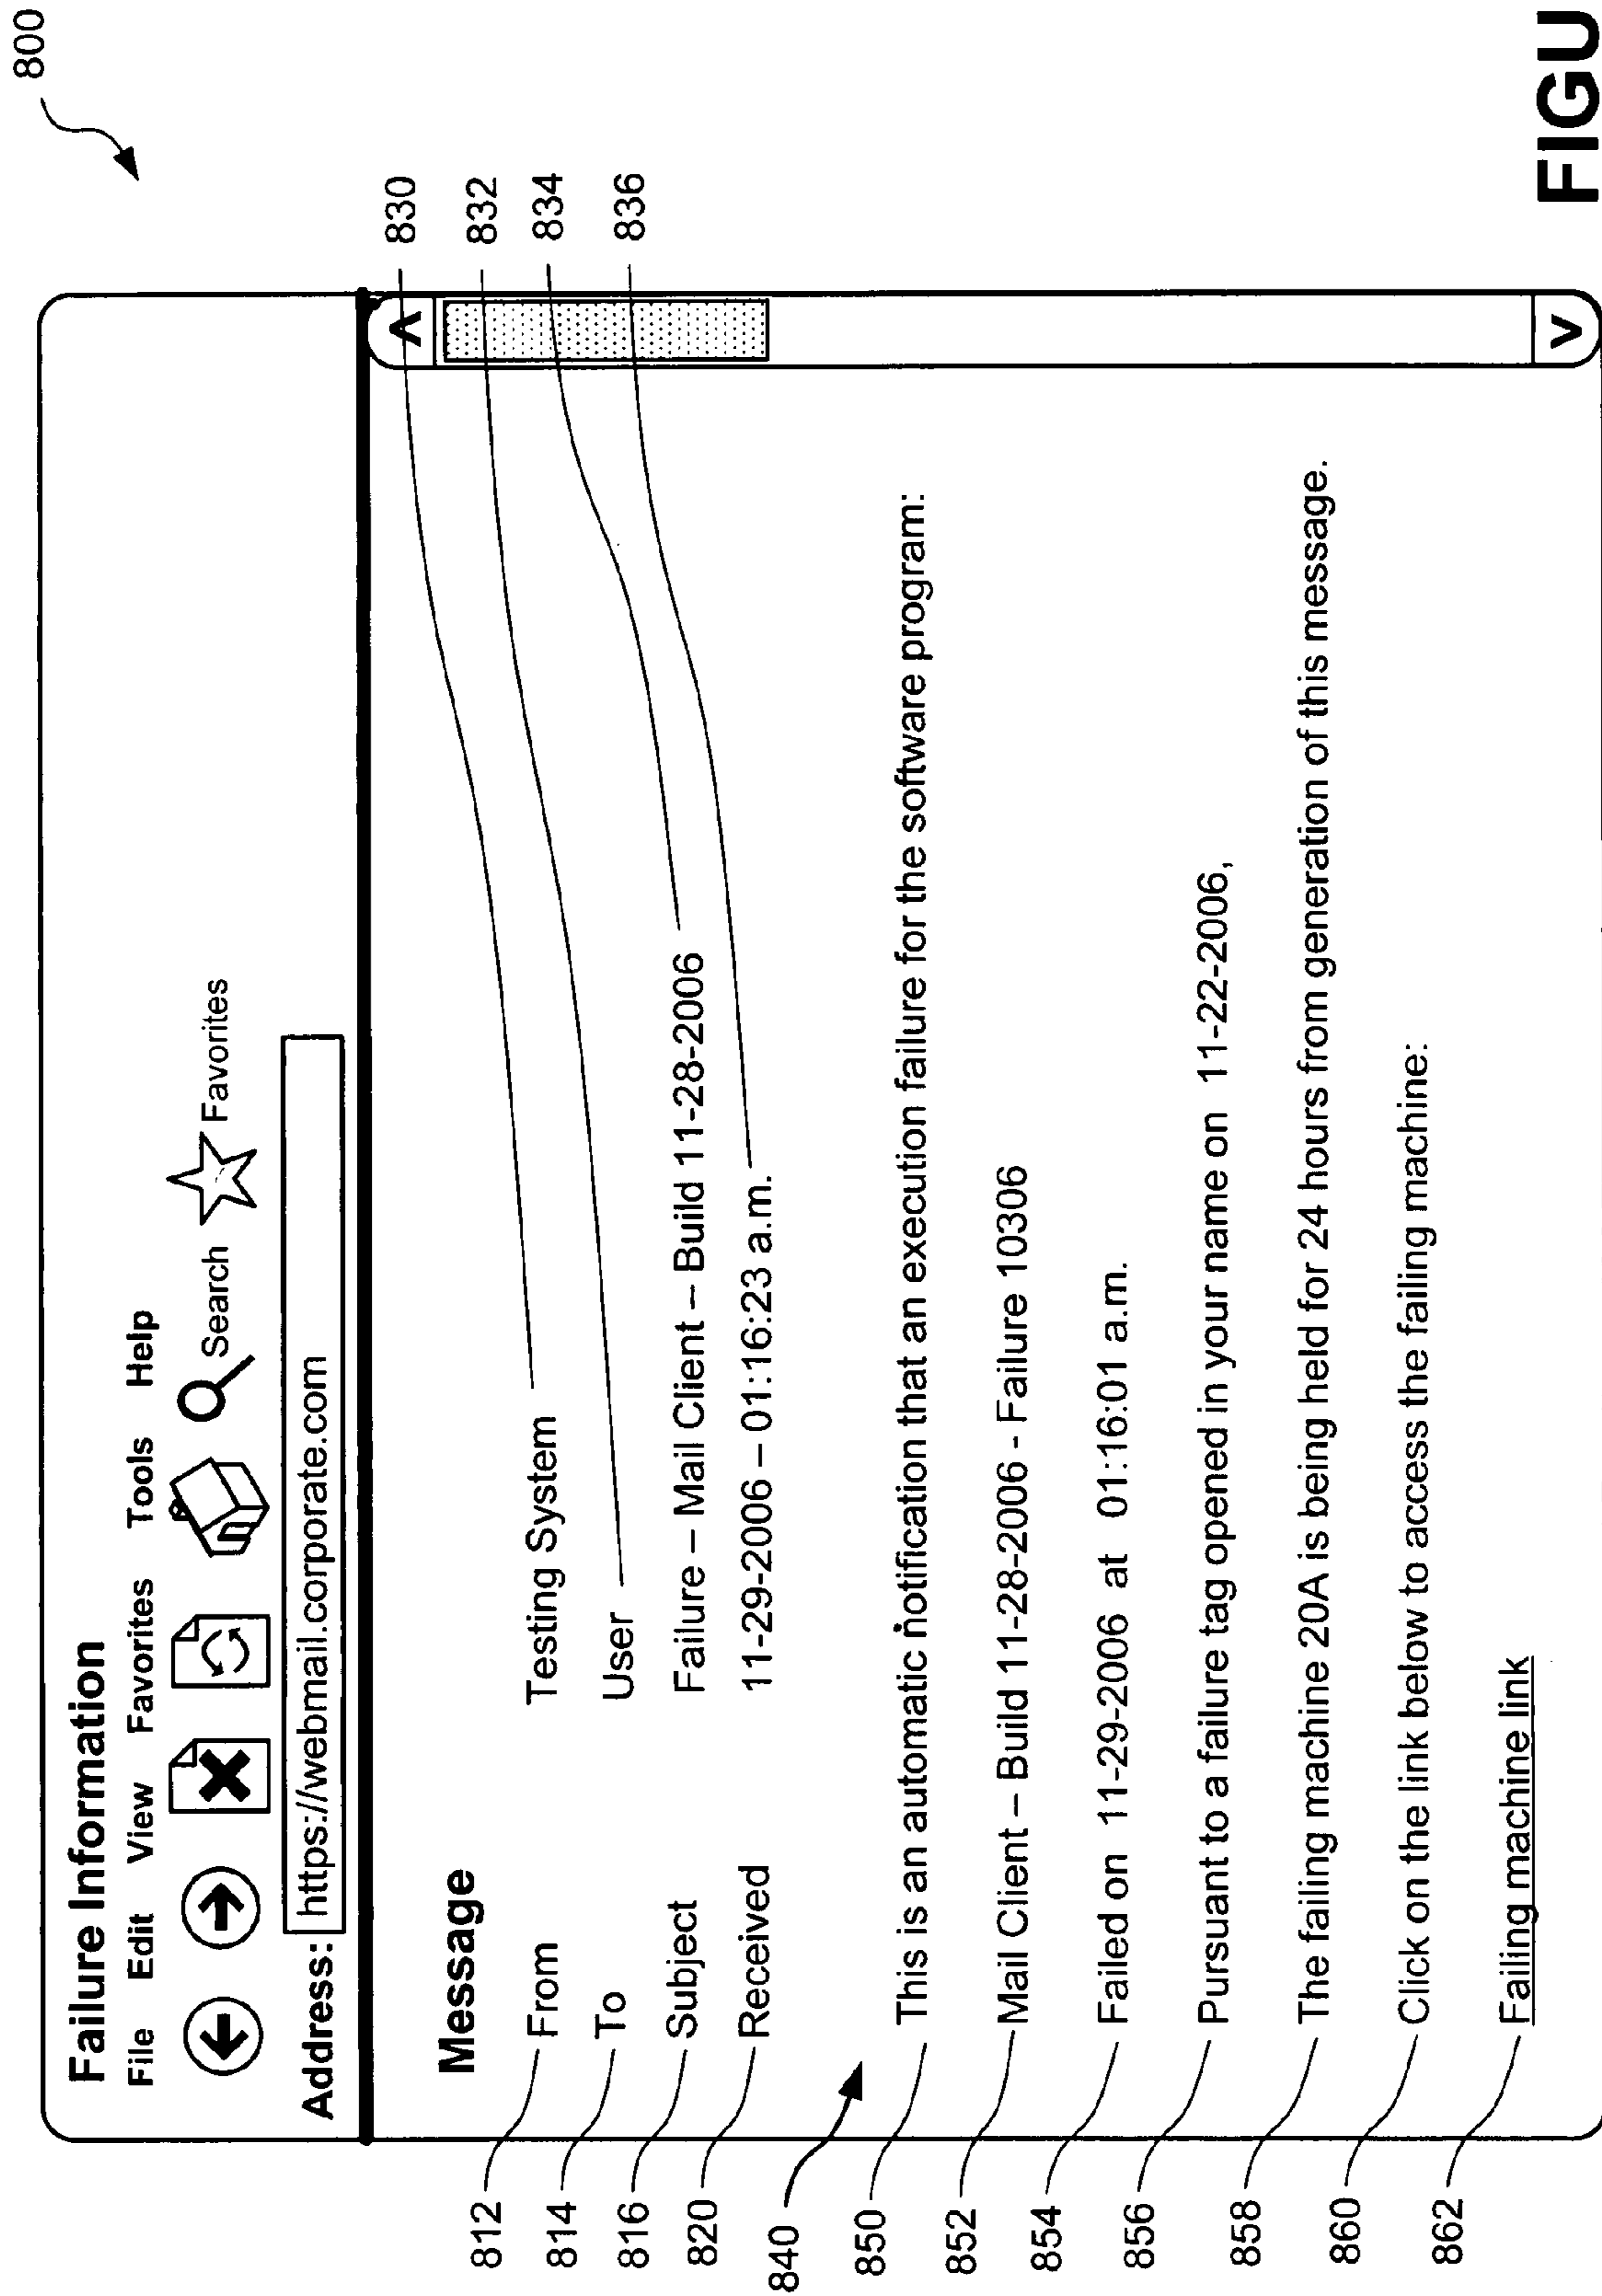 800
Failure Information
File Edit View Favorites Tools Help
Search Favorites
Address: https://webmail.corporate.com
Message
812 From Testing System 830
814 To User 832
816 Subject Failure – Mail Client – Build 11-28-2006 834
820 Received 11-29-2006 – 01:16:23 a.m. 836
840
850 This is an automatic notification that an execution failure for the software program:
852 Mail Client – Build 11-28-2006 - Failure 10306
854 Failed on 11-29-2006 at 01:16:01 a.m.
856 Pursuant to a failure tag opened in your name on 11-22-2006,
858 The failing machine 20A is being held for 24 hours from generation of this message.
860 Click on the link below to access the failing machine:
862 Failing machine link
FIGU